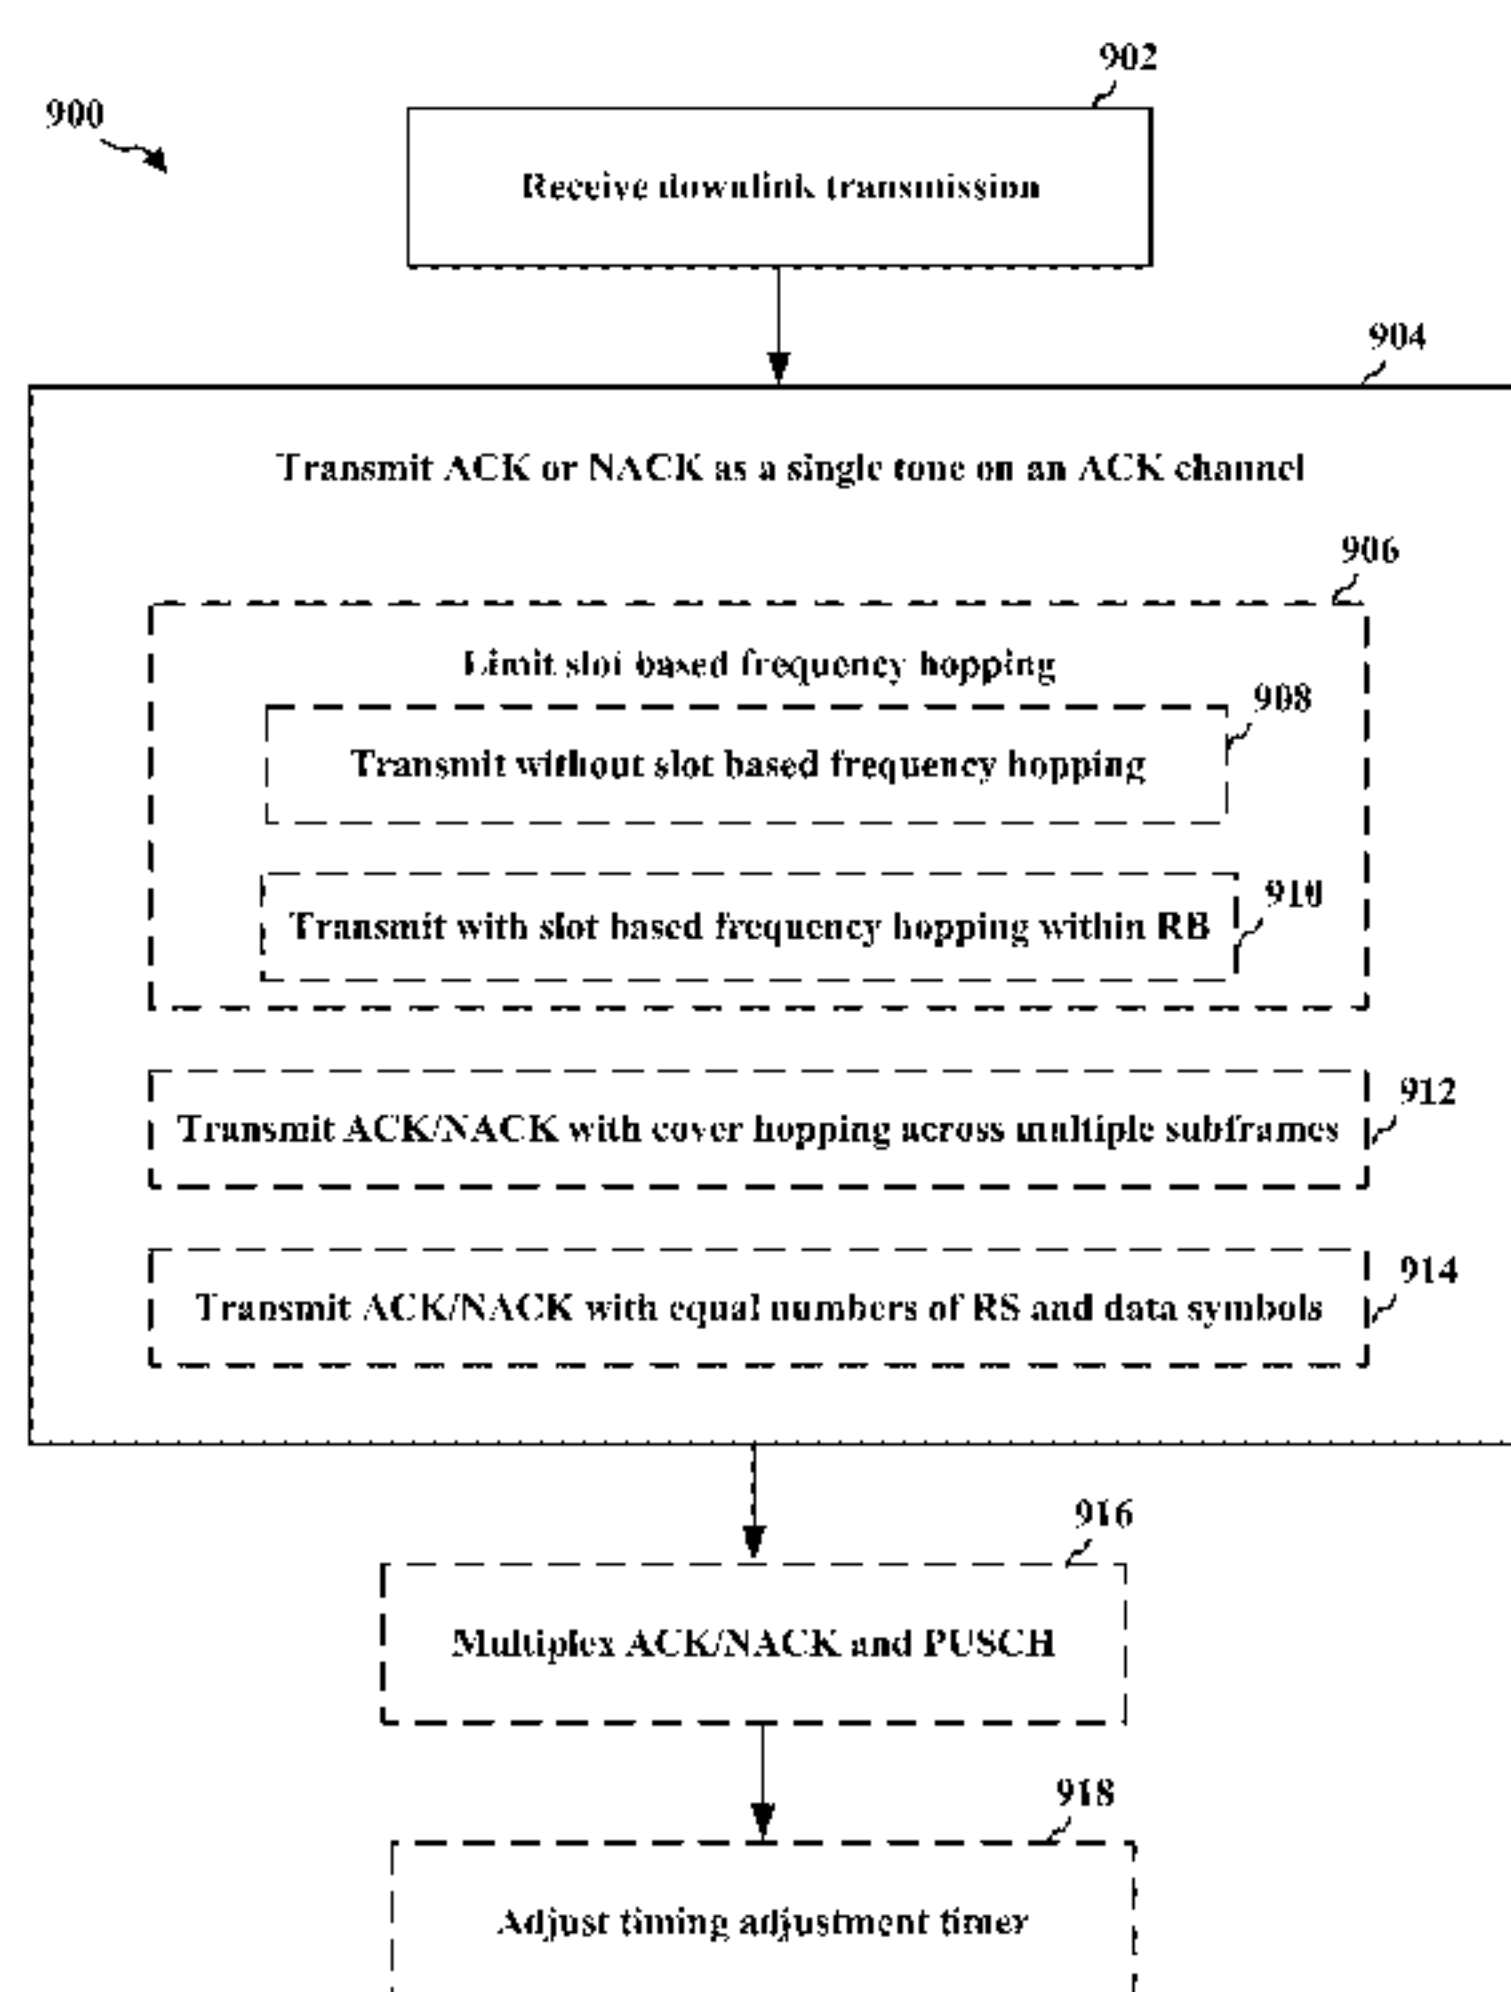 902
900
Receive downlink transmission
904
Transmit ACK or NACK as a single tone on an ACK channel
906
Limit slot based frequency hopping
908
Transmit without slot based frequency hopping
910
Transmit with slot based frequency hopping within RB
912
Transmit ACK/NACK with cover hopping across multiple subframes
914
Transmit ACK/NACK with equal numbers of RS and data symbols
916
Multiplex ACK/NACK and PUSCH
918
Adjust timing adjustment timer